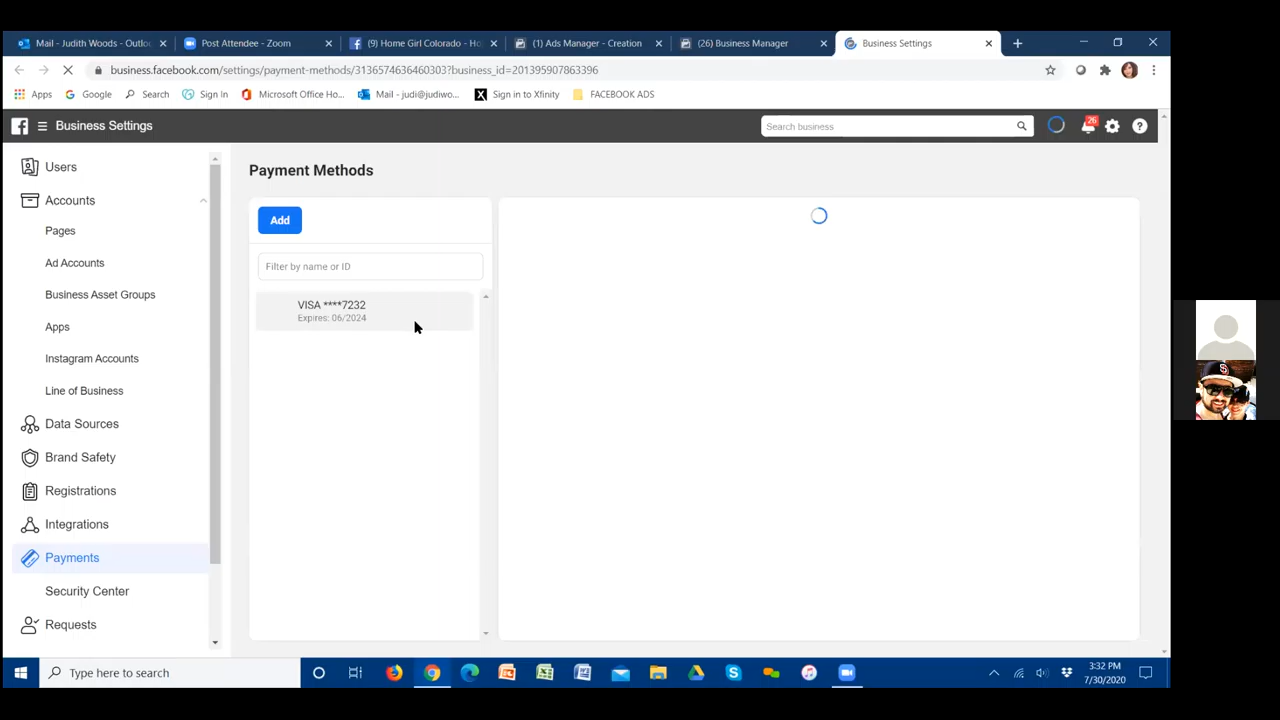 Mail - Judith Woods - Outloo
Post Attendee - Zoom
(9) Home Girl Colorado - Ho
(1) Ads Manager - Creation
(26) Business Manager
Business Settings
business.facebook.com/settings/payment-methods/3136574636460303?business_id=201395907863396
Apps
Google
Search
Sign In
Microsoft Office Ho...
Mail - judi@judiwo...
Sign in to Xfinity
FACEBOOK ADS
Business Settings
Search business
26
Users
Accounts
Pages
Ad Accounts
Business Asset Groups
Apps
Instagram Accounts
Line of Business
Data Sources
Brand Safety
Registrations
Integrations
Payments
Security Center
Requests
Payment Methods
Add
Filter by name or ID
VISA ****7232
Expires: 06/2024
Type here to search
3:32 PM
7/30/2020